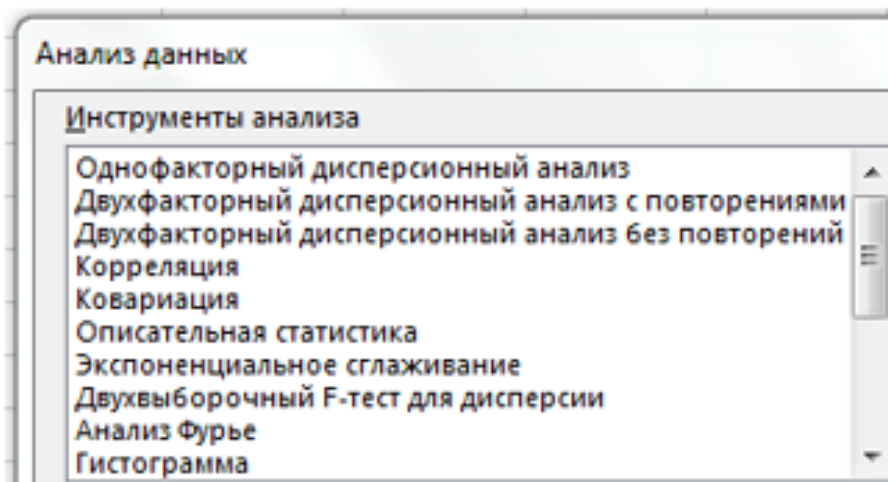 Анализ данных
Инструменты анализа
Однофакторный дисперсионный анализ
Двухфакторный дисперсионный анализ с повторениями
Двухфакторный дисперсионный анализ без повторений
Корреляция
Ковариация
Описательная статистика
Экспоненциальное сглаживание
Двухвыборочный F-тест для дисперсии
Анализ Фурье
Гистограмма